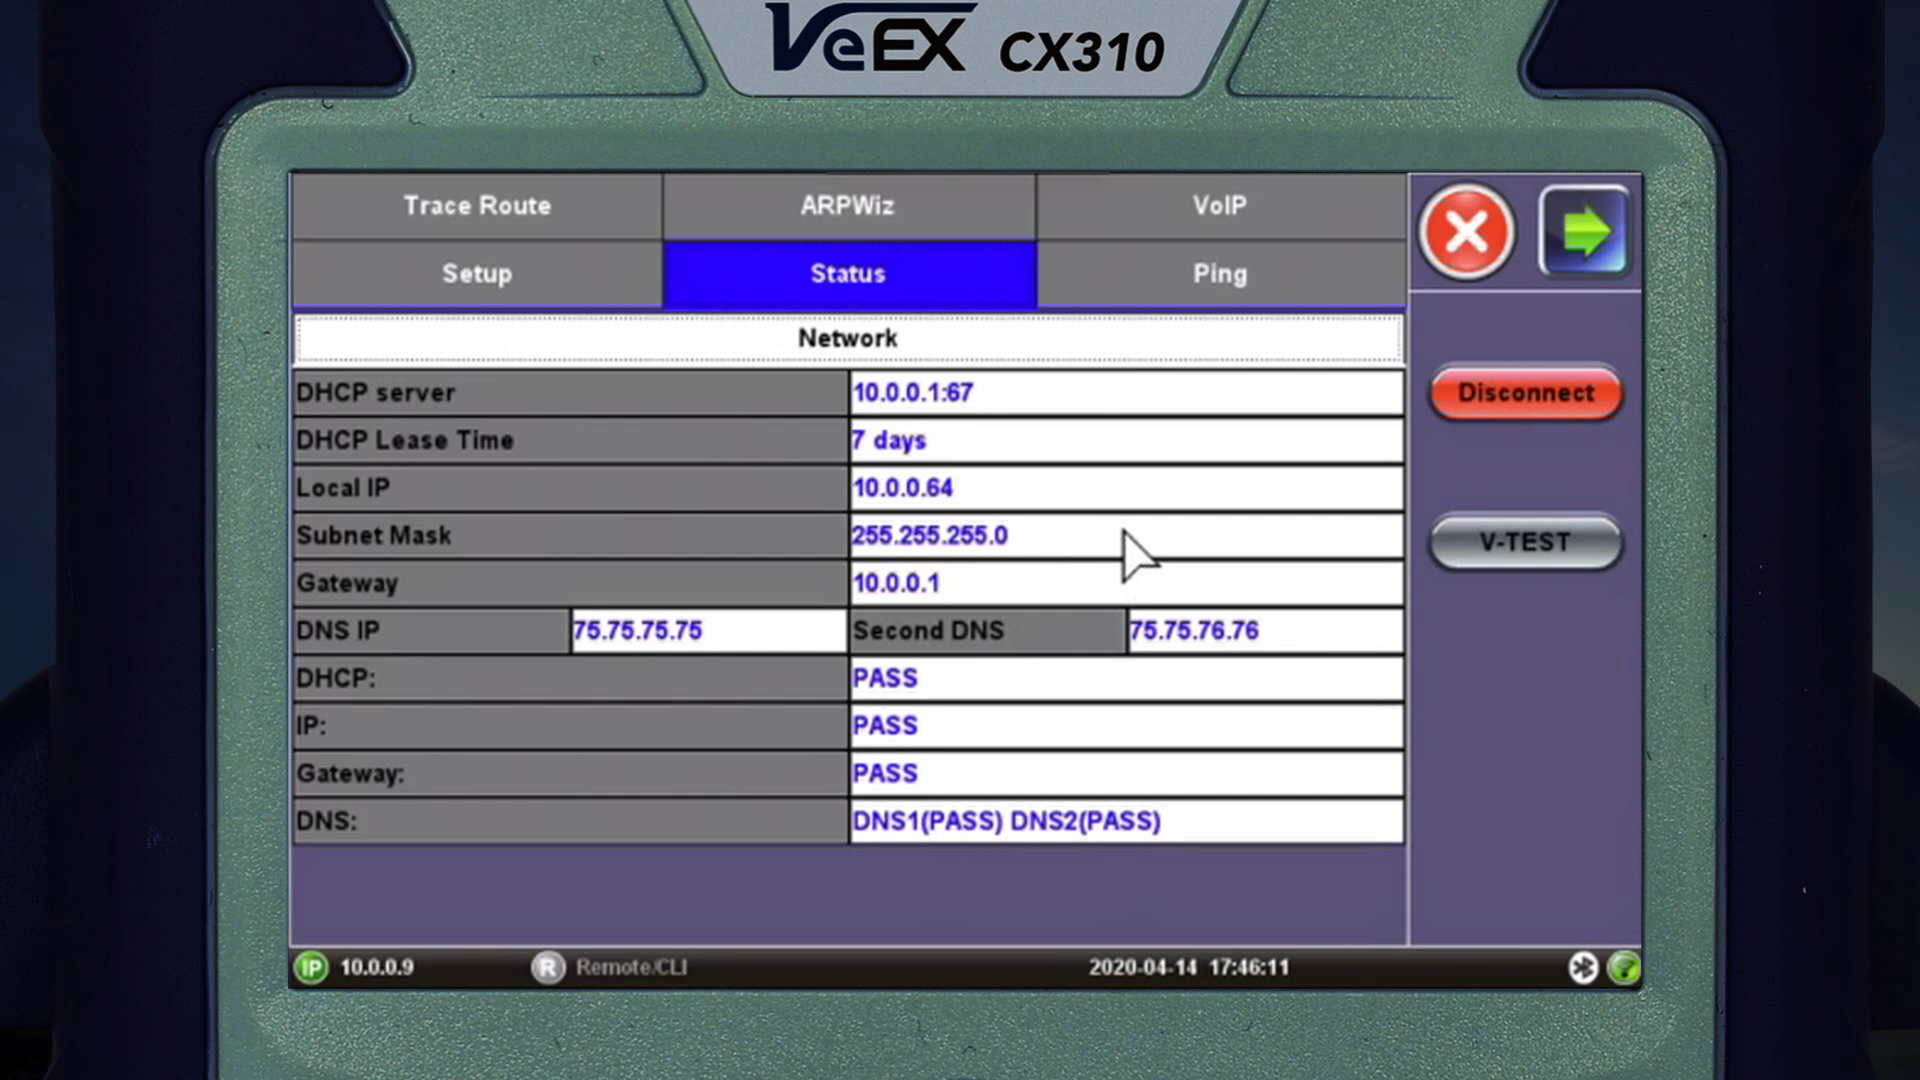 VeEX CX310
Trace Route ARPWiz VoIP
Setup Status Ping
Network
DHCP server 10.0.0.1:67
DHCP Lease Time 7 days
Local IP 10.0.0.64
Subnet Mask 255.255.255.0
Gateway 10.0.0.1
DNS IP 75.75.75.75 Second DNS 75.75.76.76
DHCP: PASS
IP: PASS
Gateway: PASS
DNS: DNS1(PASS) DNS2(PASS)
Disconnect
V-TEST
IP 10.0.0.9 R Remote/CLI 2020-04-14 17:46:11